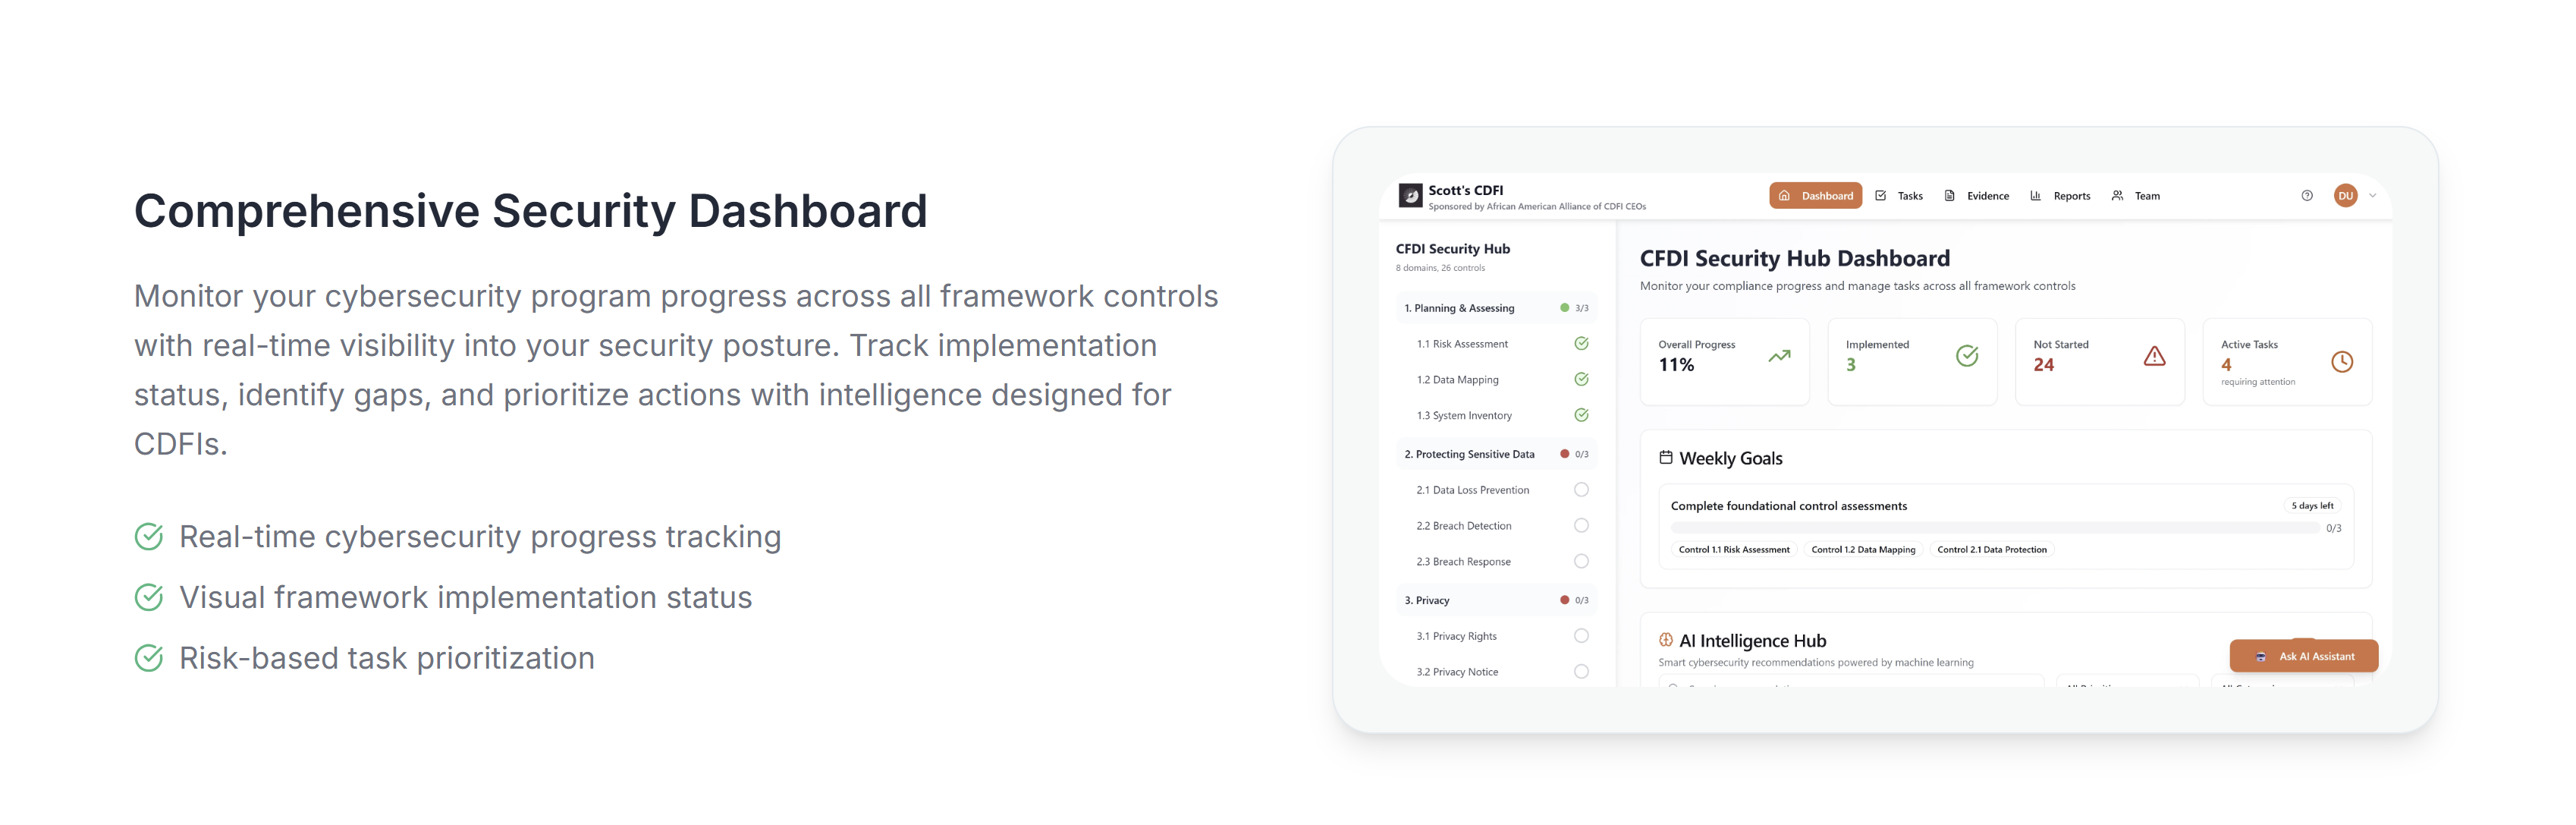 Comprehensive Security Dashboard
Monitor your cybersecurity program progress across all framework controls
with real-time visibility into your security posture. Track implementation
status, identify gaps, and prioritize actions with intelligence designed for
CDFIs.
Real-time cybersecurity progress tracking
Visual framework implementation status
Risk-based task prioritization
Scott's CDFI
Sponsored by African American Alliance of CDFI CEOs
Dashboard
Tasks
Evidence
Reports
Team
DU
CFDI Security Hub
8 domains, 26 controls
1. Planning & Assessing 3/3
1.1 Risk Assessment
1.2 Data Mapping
1.3 System Inventory
2. Protecting Sensitive Data 0/3
2.1 Data Loss Prevention
2.2 Breach Detection
2.3 Breach Response
3. Privacy 0/3
3.1 Privacy Rights
3.2 Privacy Notice
CFDI Security Hub Dashboard
Monitor your compliance progress and manage tasks across all framework controls
Overall Progress
11%
Implemented
3
Not Started
24
Active Tasks
4
requiring attention
Weekly Goals
Complete foundational control assessments
5 days left
0/3
Control 1.1 Risk Assessment
Control 1.2 Data Mapping
Control 2.1 Data Protection
AI Intelligence Hub
Smart cybersecurity recommendations powered by machine learning
Ask AI Assistant